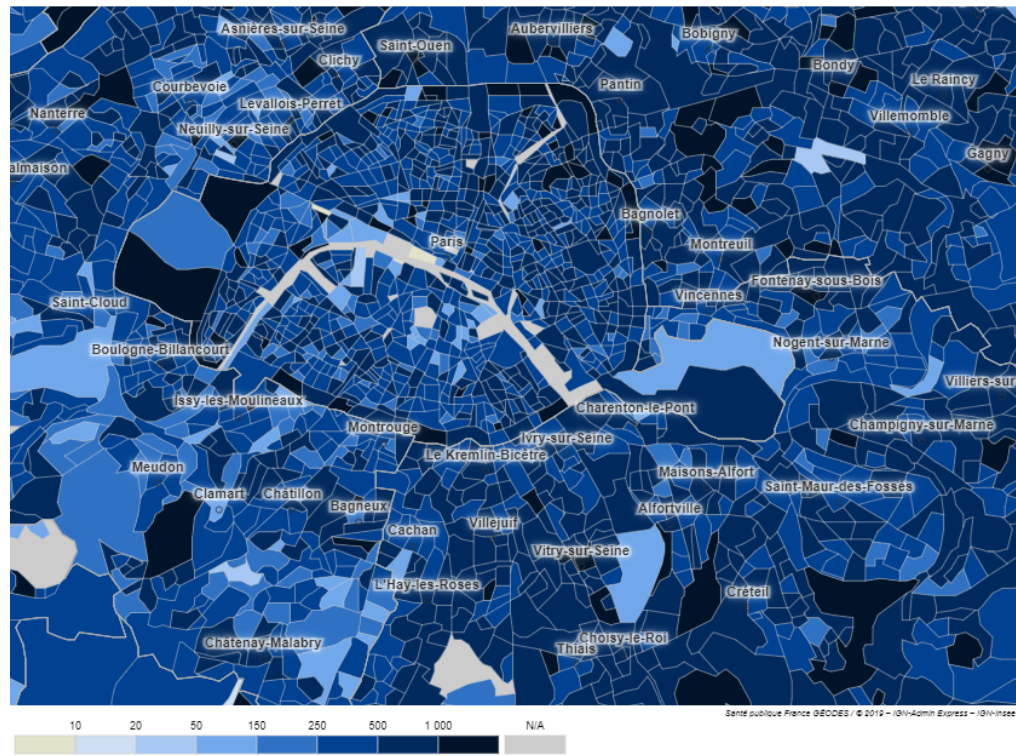 Asnières-sur-Seine
Aubervilliers
Bobigny
Saint-Ouen
Clichy
Bondy
Pantin
Le Raincy
Courbevoie
Levallois-Perret
Nanterre
Villemomble
Neuilly-sur-Seine
Gagny
almaison
Bagnolet
Paris
Montreuil
Fontenay-sous-Bois
Vincennes
Saint-Cloud
Nogent-sur-Marne
Boulogne-Billancourt
Villiers-sur
Issy-les-Moulineaux
Charenton-le-Pont
Montrouge
Champigny-sur-Marne
Ivry-sur-Seine
Le Kremlin-Bicêtre
Meudon
Maisons-Alfort
Saint-Maur-des-Fossés
Clamart
Châtillon
Bagneux
Alfortville
Cachan
Villejuif
Vitry-sur-Seine
L'Haÿ-les-Roses
Créteil
Châtenay-Malabry
Choisy-le-Roi
Thiais
Santé publique France GÉODES / © 2019 – IGN-Admin Express – IGN-Insee
10 20 50 150 250 500 1 000 N/A